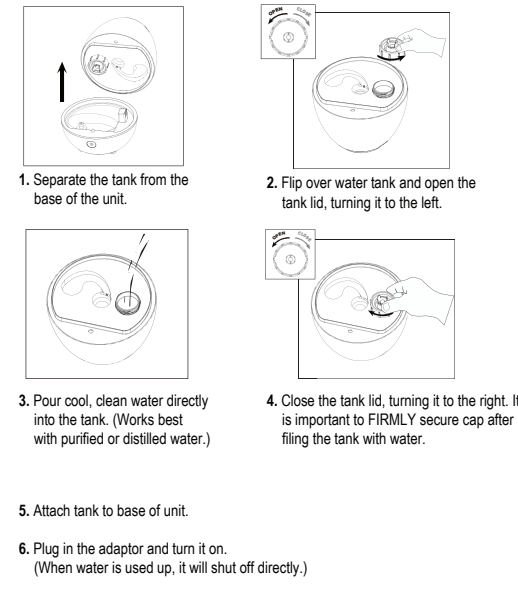 1. Separate the tank from the
base of the unit.
OPEN CLOSE
2. Flip over water tank and open the
tank lid, turning it to the left.
3. Pour cool, clean water directly
into the tank. (Works best
with purified or distilled water.)
OPEN CLOSE
4. Close the tank lid, turning it to the right. It
is important to FIRMLY secure cap after
filing the tank with water.
5. Attach tank to base of unit.
6. Plug in the adaptor and turn it on.
(When water is used up, it will shut off directly.)